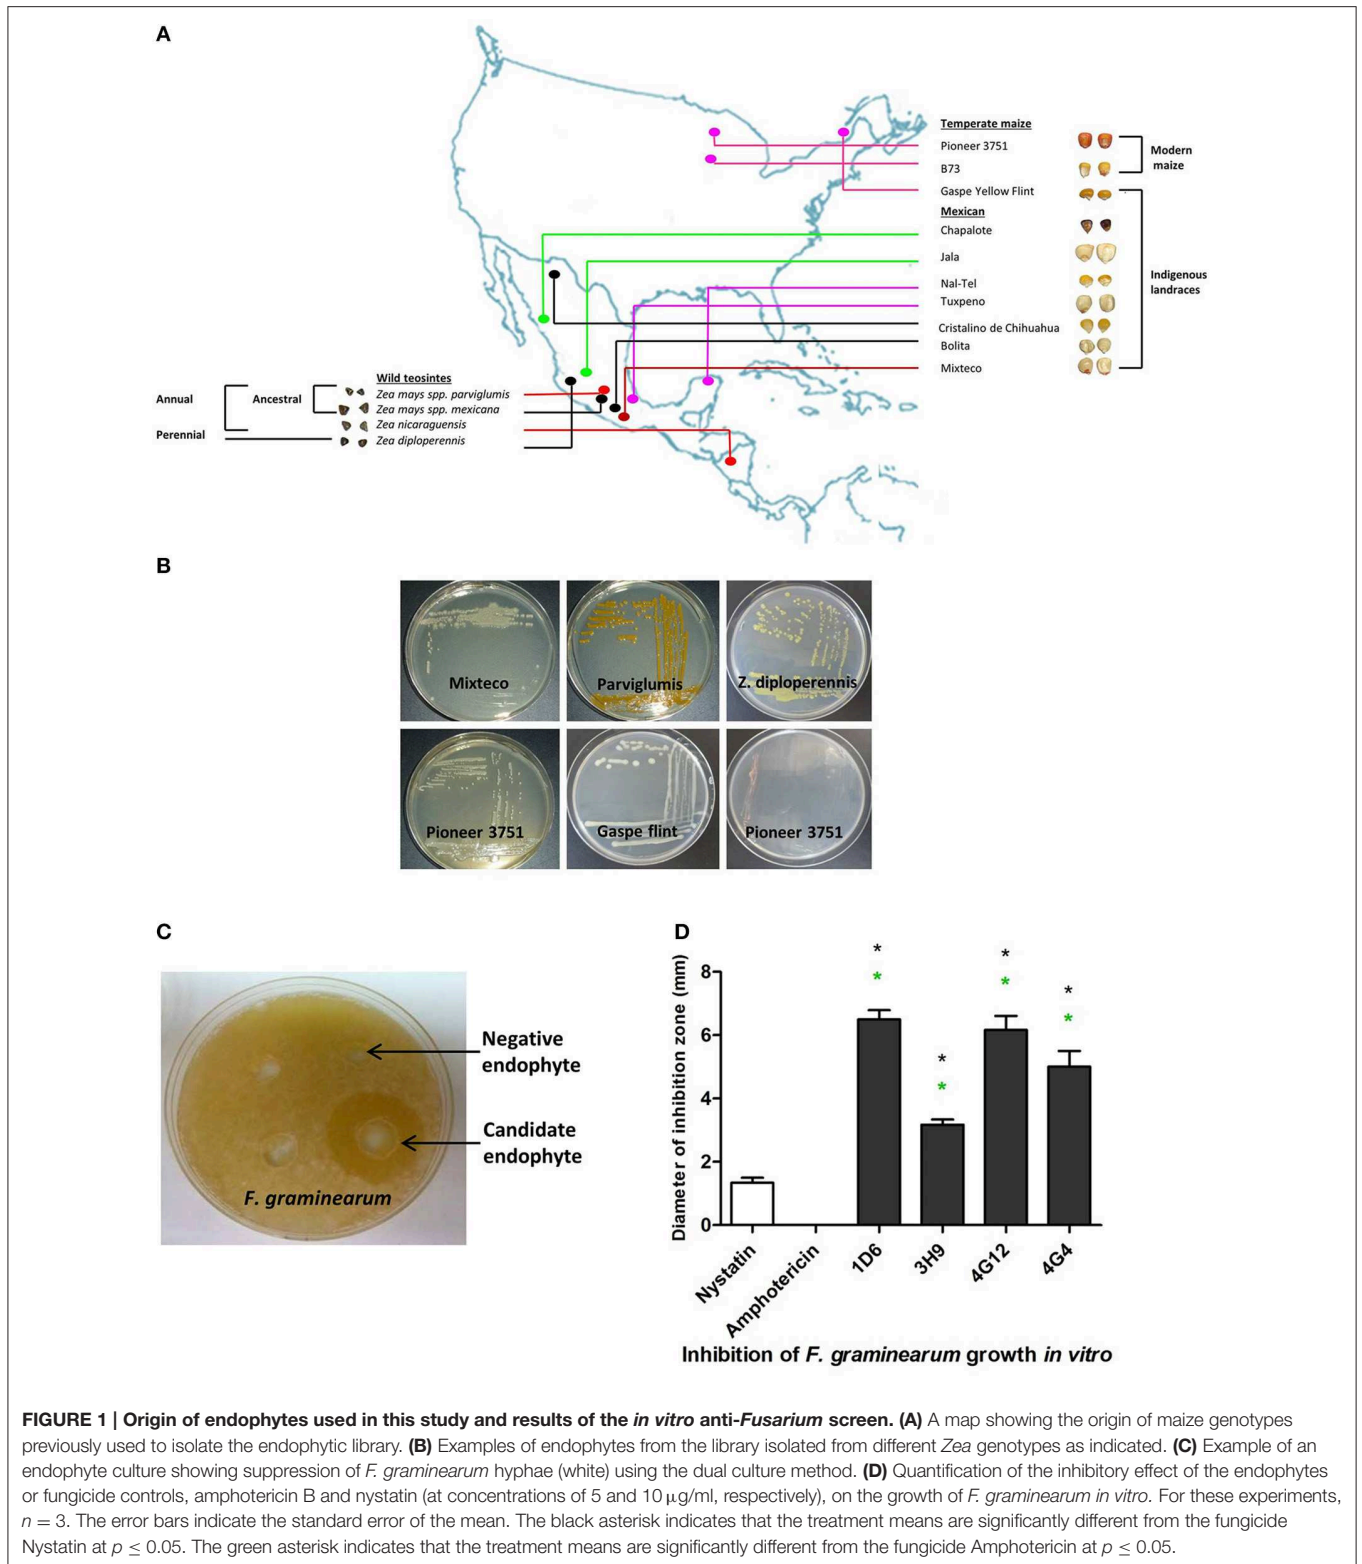 A
Temperate maize
Pioneer 3751
B73
Gaspe Yellow Flint
Modern
maize
Mexican
Chapalote
Jala
Nal-Tel
Tuxpeno
Cristalino de Chihuahua
Bolita
Mixteco
Indigenous
landraces
Wild teosintes
Zea mays spp. parviglumis
Zea mays spp. mexicana
Zea nicaraguensis
Zea diploperennis
Annual
Ancestral
Perennial
B
Mixteco
Parviglumis
Z. diploperennis
Pioneer 3751
Gaspe flint
Pioneer 3751
C
Negative
endophyte
Candidate
endophyte
F. graminearum
D
Diameter of inhibition zone (mm)
8
6
4
2
0
* * * *
* * * *
Nystatin
Amphotericin
1D6
3H9
4G12
4G4
Inhibition of F. graminearum growth in vitro
FIGURE 1 | Origin of endophytes used in this study and results of the in vitro anti-Fusarium screen. (A) A map showing the origin of maize genotypes
previously used to isolate the endophytic library. (B) Examples of endophytes from the library isolated from different Zea genotypes as indicated. (C) Example of an
endophyte culture showing suppression of F. graminearum hyphae (white) using the dual culture method. (D) Quantification of the inhibitory effect of the endophytes
or fungicide controls, amphotericin B and nystatin (at concentrations of 5 and 10 μg/ml, respectively), on the growth of F. graminearum in vitro. For these experiments,
n = 3. The error bars indicate the standard error of the mean. The black asterisk indicates that the treatment means are significantly different from the fungicide
Nystatin at p ≤ 0.05. The green asterisk indicates that the treatment means are significantly different from the fungicide Amphotericin at p ≤ 0.05.